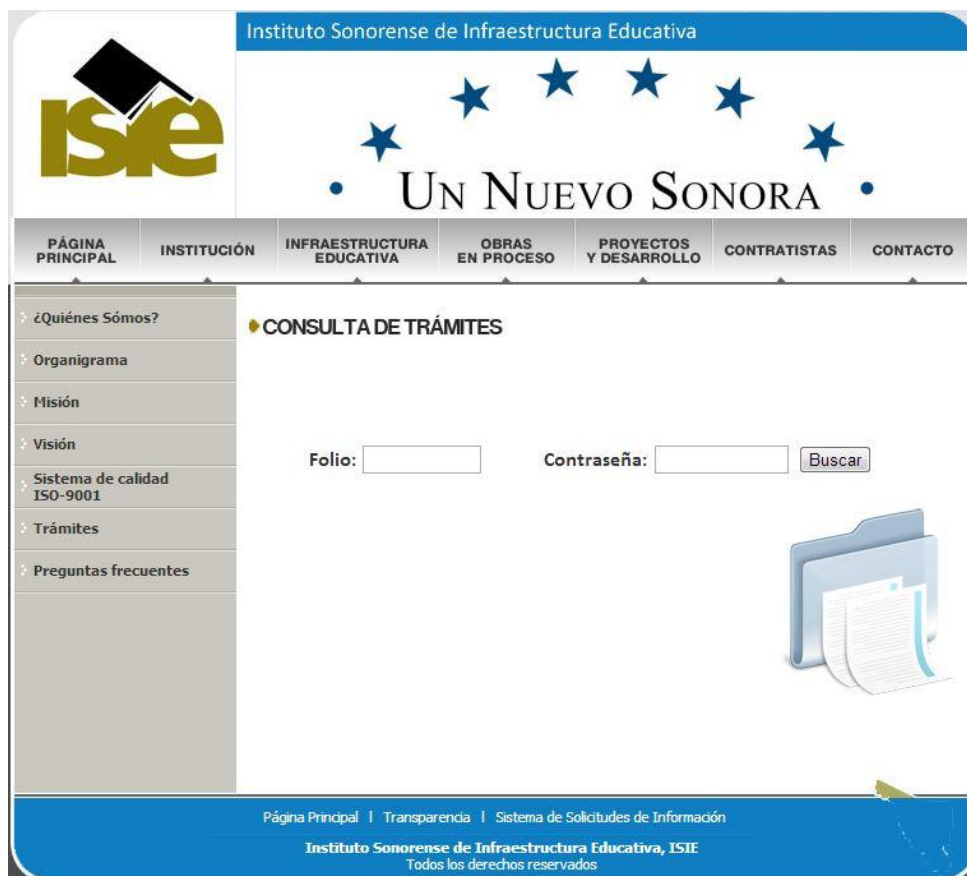 Instituto Sonorense de Infraestructura Educativa
ISIE
UN NUEVO SONORA
PÁGINA
PRINCIPAL
INSTITUCIÓN
INFRAESTRUCTURA
EDUCATIVA
OBRAS
EN PROCESO
PROYECTOS
Y DESARROLLO
CONTRATISTAS
CONTACTO
¿Quiénes Sómos?
Organigrama
Misión
Visión
Sistema de calidad
ISO-9001
Trámites
Preguntas frecuentes
CONSULTA DE TRÁMITES
Folio: Contraseña: Buscar
Página Principal | Transparencia | Sistema de Solicitudes de Información
Instituto Sonorense de Infraestructura Educativa, ISIE
Todos los derechos reservados